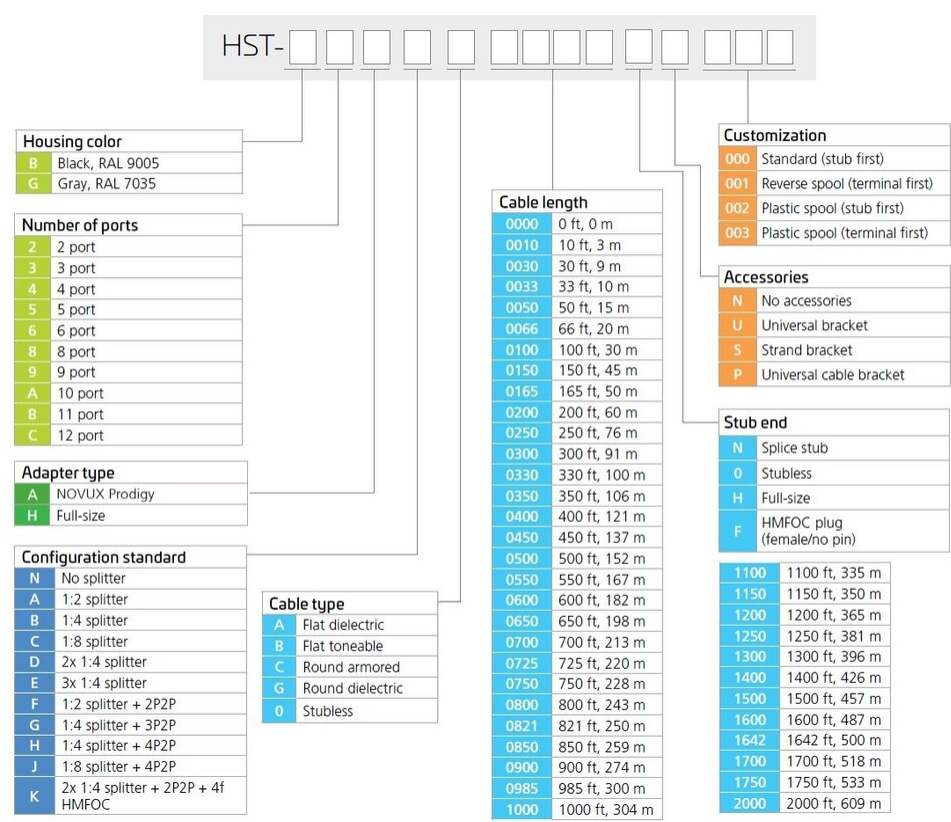 HST-
Housing color
B Black, RAL 9005
G Gray, RAL 7035
Number of ports
2 2 port
3 3 port
4 4 port
5 5 port
6 6 port
8 8 port
9 9 port
A 10 port
B 11 port
C 12 port
Adapter type
A NOVUX Prodigy
H Full-size
Configuration standard
N No splitter
A 1:2 splitter
B 1:4 splitter
C 1:8 splitter
D 2x 1:4 splitter
E 3x 1:4 splitter
F 1:2 splitter + 2P2P
G 1:4 splitter + 3P2P
H 1:4 splitter + 4P2P
J 1:8 splitter + 4P2P
K 2x 1:4 splitter + 2P2P + 4f
HMFOC
Cable type
A Flat dielectric
B Flat toneable
C Round armored
G Round dielectric
0 Stubless
Cable length
0000 0 ft, 0 m
0010 10 ft, 3 m
0030 30 ft, 9 m
0033 33 ft, 10 m
0050 50 ft, 15 m
0066 66 ft, 20 m
0100 100 ft, 30 m
0150 150 ft, 45 m
0165 165 ft, 50 m
0200 200 ft, 60 m
0250 250 ft, 76 m
0300 300 ft, 91 m
0330 330 ft, 100 m
0350 350 ft, 106 m
0400 400 ft, 121 m
0450 450 ft, 137 m
0500 500 ft, 152 m
0550 550 ft, 167 m
0600 600 ft, 182 m
0650 650 ft, 198 m
0700 700 ft, 213 m
0725 725 ft, 220 m
0750 750 ft, 228 m
0800 800 ft, 243 m
0821 821 ft, 250 m
0850 850 ft, 259 m
0900 900 ft, 274 m
0985 985 ft, 300 m
1000 1000 ft, 304 m
1100 1100 ft, 335 m
1150 1150 ft, 350 m
1200 1200 ft, 365 m
1250 1250 ft, 381 m
1300 1300 ft, 396 m
1400 1400 ft, 426 m
1500 1500 ft, 457 m
1600 1600 ft, 487 m
1642 1642 ft, 500 m
1700 1700 ft, 518 m
1750 1750 ft, 533 m
2000 2000 ft, 609 m
Stub end
N Splice stub
0 Stubless
H Full-size
F HMFOC plug
(female/no pin)
Accessories
N No accessories
U Universal bracket
S Strand bracket
P Universal cable bracket
Customization
000 Standard (stub first)
001 Reverse spool (terminal first)
002 Plastic spool (stub first)
003 Plastic spool (terminal first)